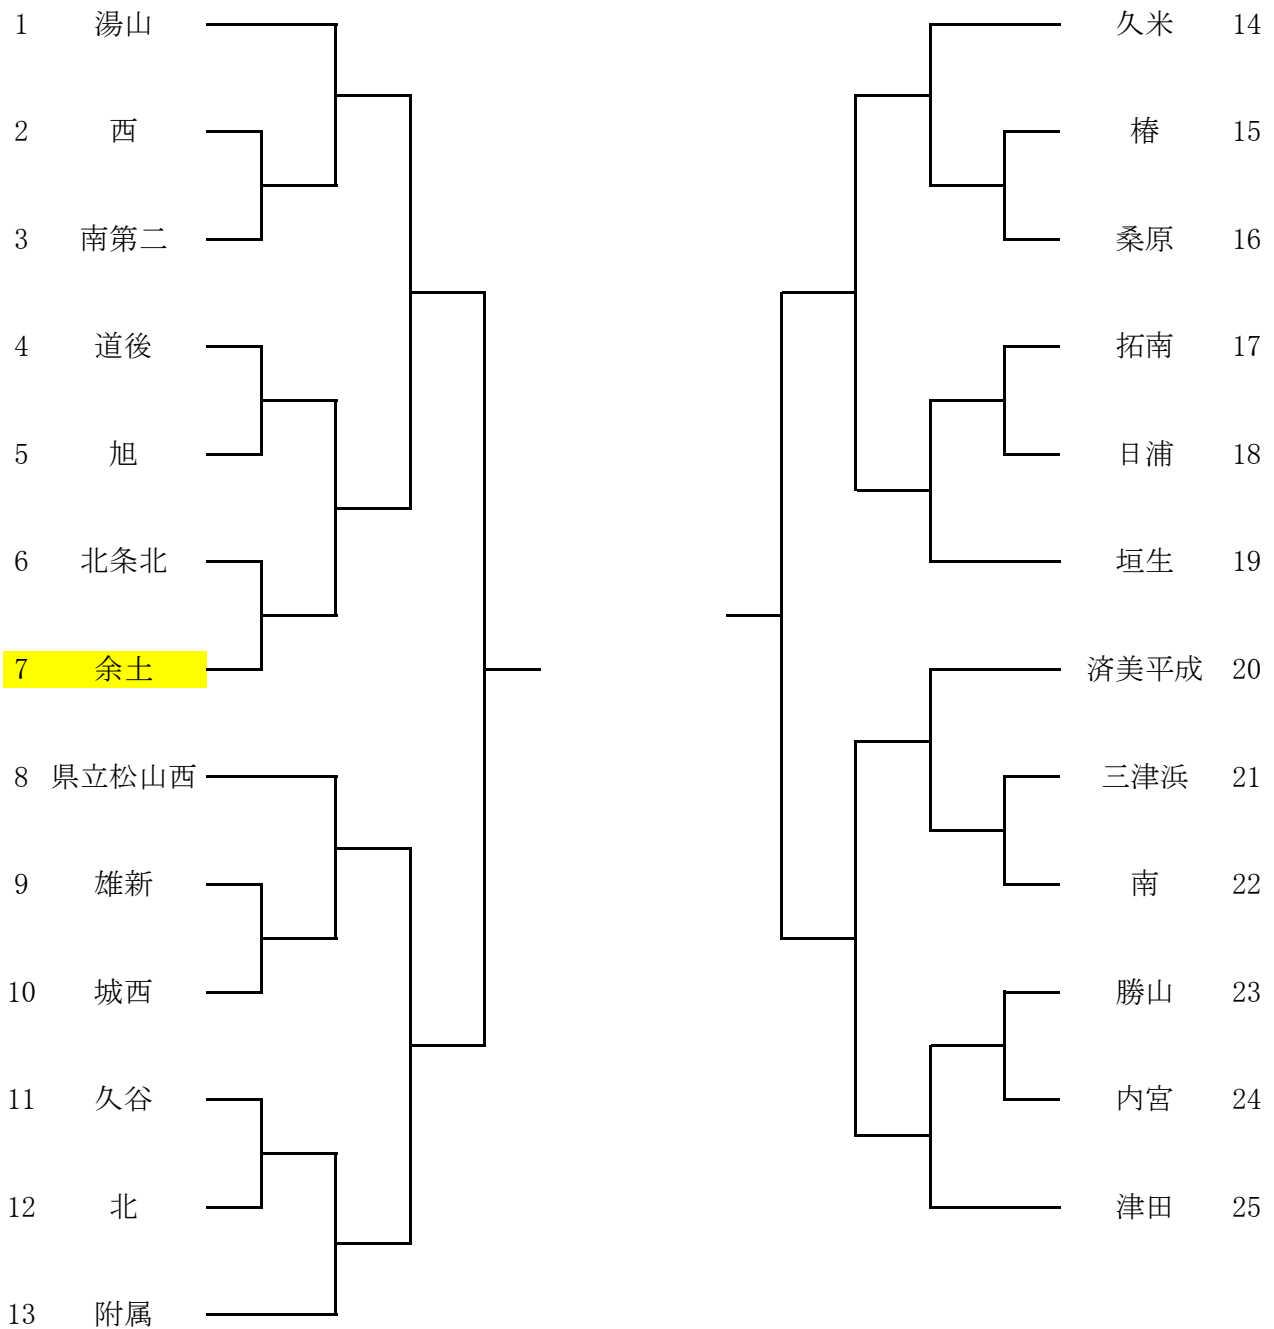 1 湯山
2 西
3 南第二
4 道後
5 旭
6 北条北
7 余土
8 県立松山西
9 雄新
10 城西
11 久谷
12 北
13 附属
久米 14
椿 15
桑原 16
拓南 17
日浦 18
垣生 19
済美平成 20
三津浜 21
南 22
勝山 23
内宮 24
津田 25